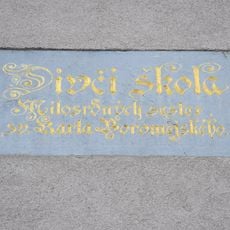 Dívčí škola
Milosrdných sester
sv. Karla Boromejského.